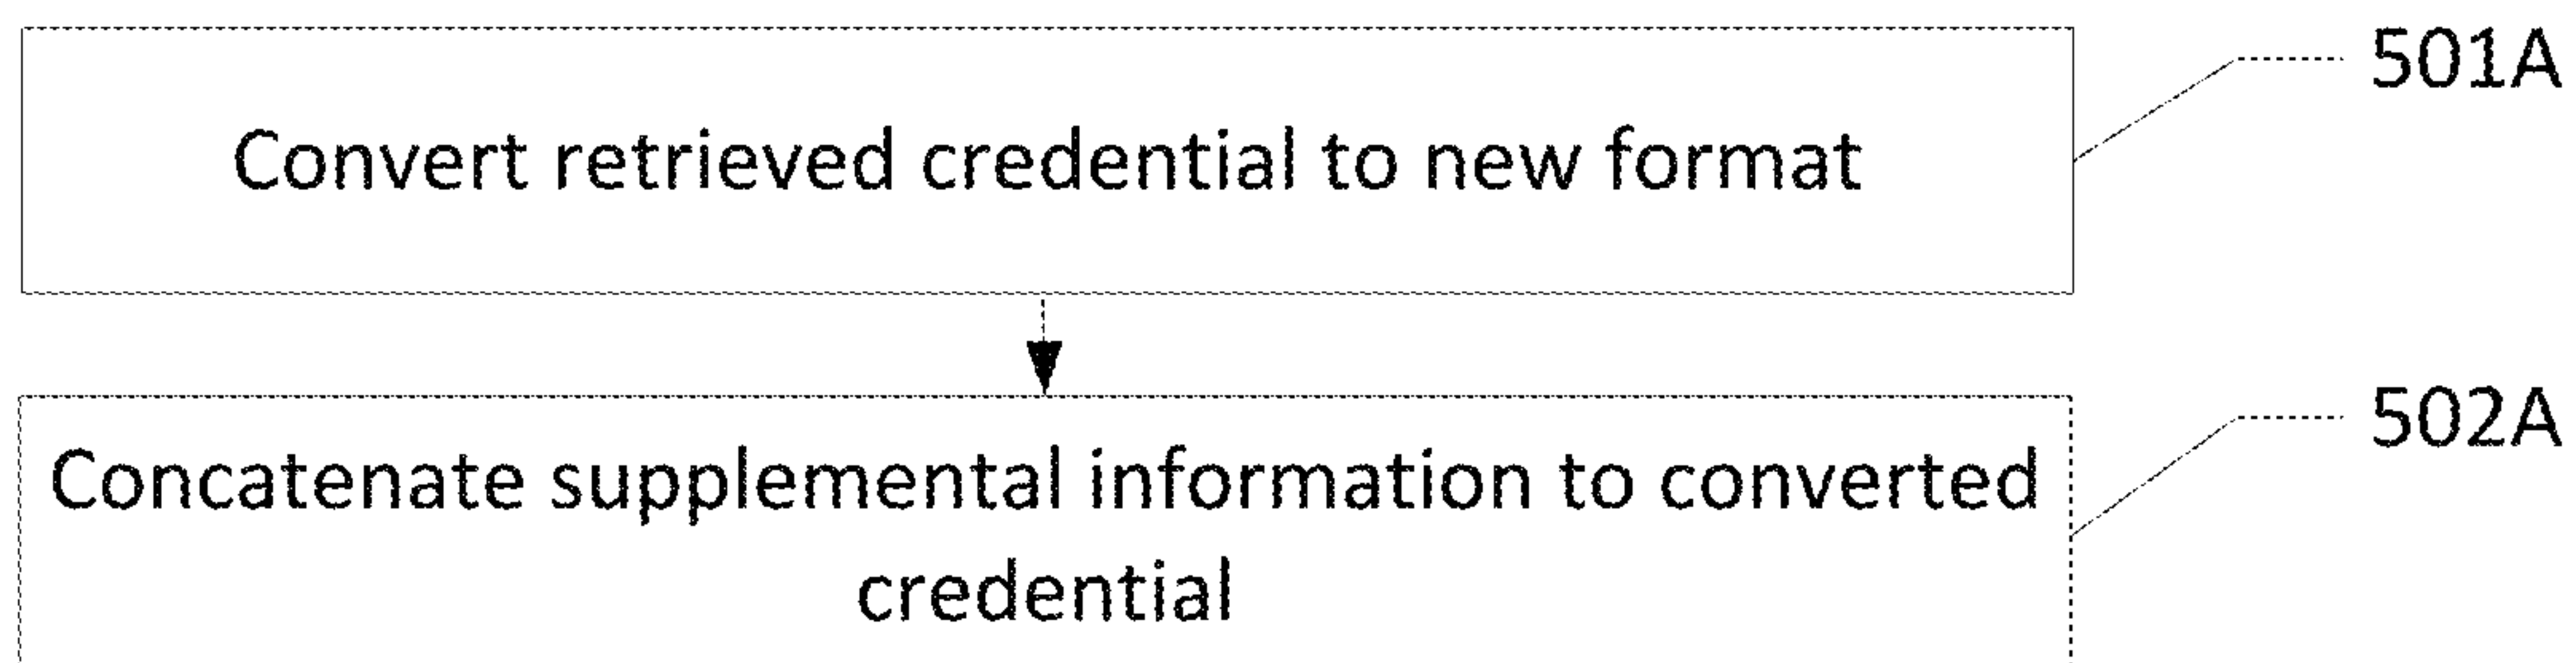 501A
Convert retrieved credential to new format
502A
Concatenate supplemental information to converted
credential